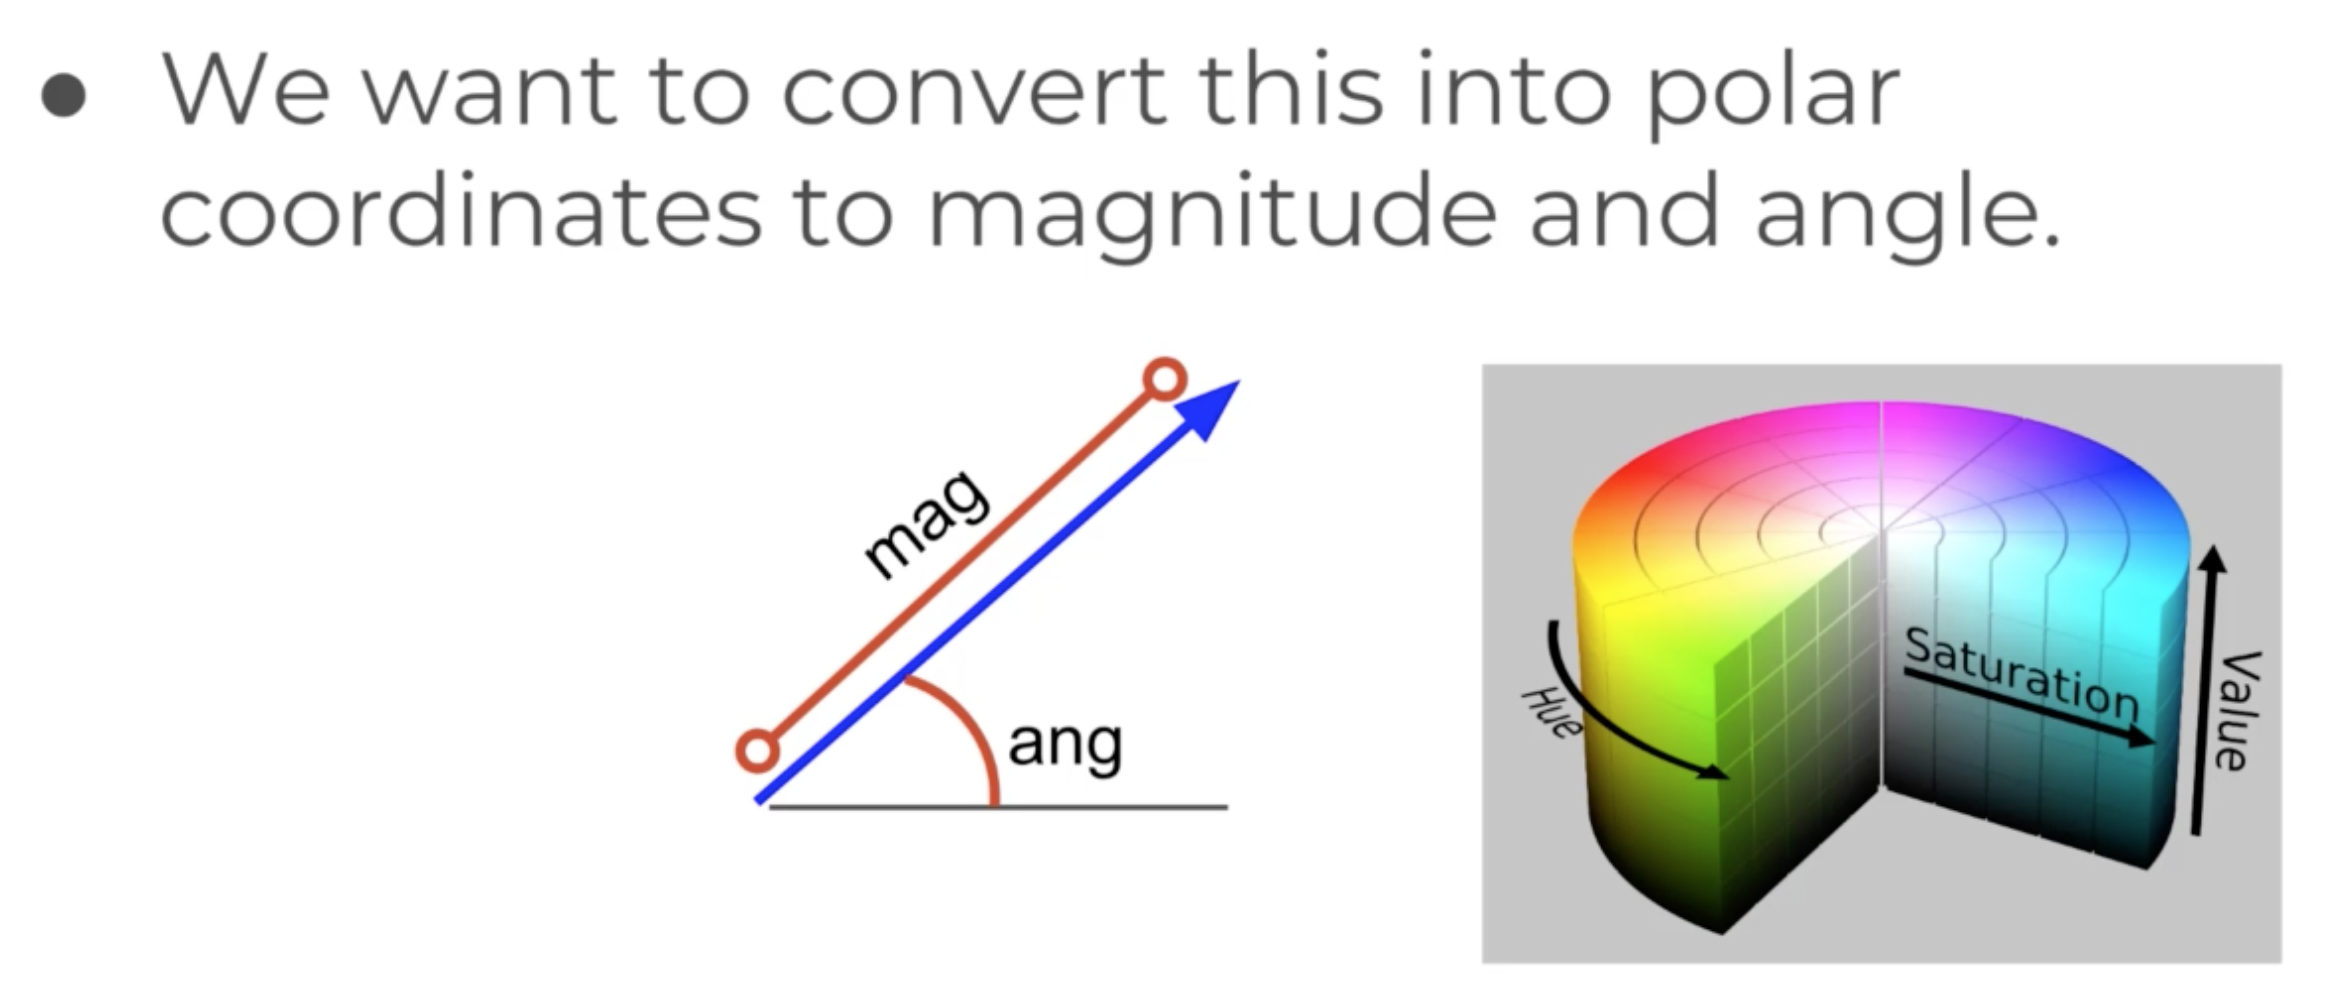 • We want to convert this into polar
coordinates to magnitude and angle.
mag
ang
Hue
Saturation
Value